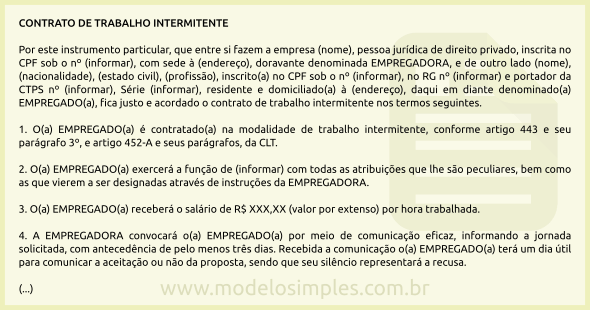 CONTRATO DE TRABALHO INTERMITENTE
Por este instrumento particular, que entre si fazem a empresa (nome), pessoa jurídica de direito privado, inscrita no
CPF sob o nº (informar), com sede à (endereço), doravante denominada EMPREGADORA, e de outro lado (nome),
(nacionalidade), (estado civil), (profissão), inscrito(a) no CPF sob o nº (informar), no RG nº (informar) e portador da
CTPS nº (informar), Série (informar), residente e domiciliado(a) à (endereço), daqui em diante denominado(a)
EMPREGADO(a), fica justo e acordado o contrato de trabalho intermitente nos termos seguintes.
1. O(a) EMPREGADO(a) é contratado(a) na modalidade de trabalho intermitente, conforme artigo 443 e seu
parágrafo 3º, e artigo 452-A e seus parágrafos, da CLT.
2. O(a) EMPREGADO(a) exercerá a função de (informar) com todas as atribuições que lhe são peculiares, bem como
as que vierem a ser designadas através de instruções da EMPREGADORA.
3. O(a) EMPREGADO(a) receberá o salário de R$ XXX,XX (valor por extenso) por hora trabalhada.
4. A EMPREGADORA convocará o(a) EMPREGADO(a) por meio de comunicação eficaz, informando a jornada
solicitada, com antecedência de pelo menos três dias. Recebida a comunicação o(a) EMPREGADO(a) terá um dia útil
para comunicar a aceitação ou não da proposta, sendo que seu silêncio representará a recusa.
(...)
www.modelosimples.com.br